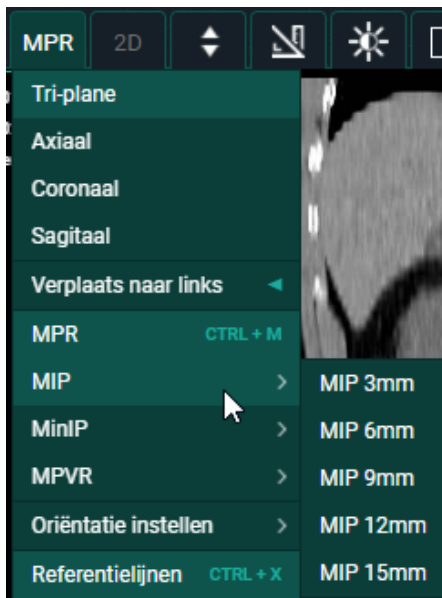 MPR 2D
Tri-plane
Axiaal
Coronaal
Sagitaal
Verplaats naar links
MPR CTRL + M
MIP
MinIP
MPVR
Oriëntatie instellen
Referentielijnen CTRL + X
MIP 3mm
MIP 6mm
MIP 9mm
MIP 12mm
MIP 15mm